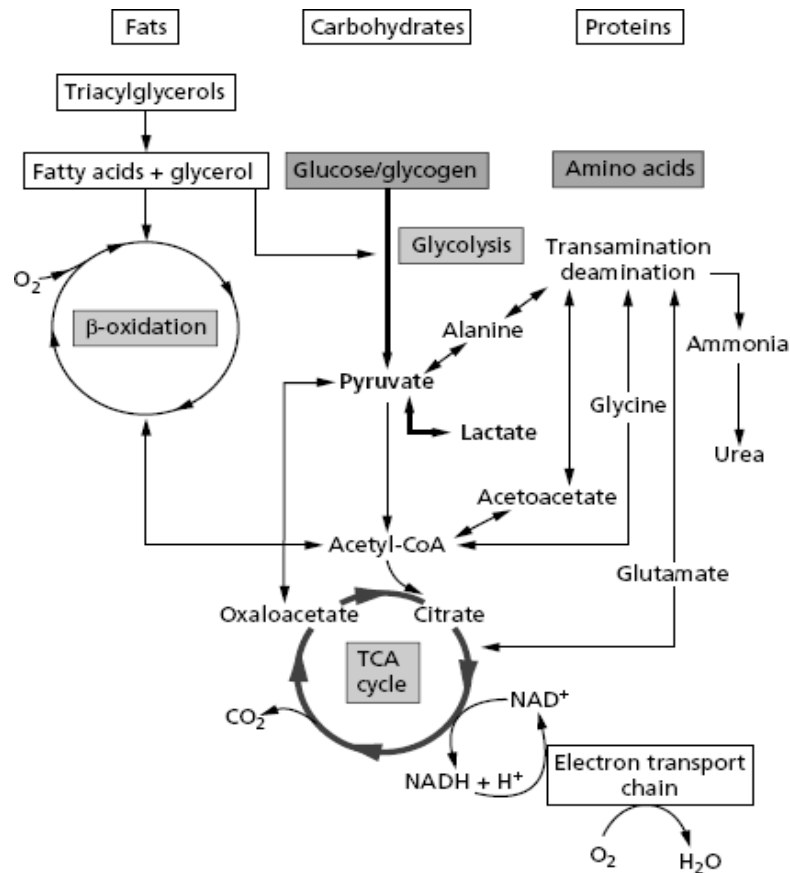 Fats
Carbohydrates
Proteins
Triacylglycerols
Fatty acids + glycerol
Glucose/glycogen
Amino acids
Glycolysis
Transamination
deamination
O₂
β-oxidation
Alanine
Ammonia
Pyruvate
Glycine
Lactate
Urea
Acetoacetate
Acetyl-CoA
Glutamate
Oxaloacetate
Citrate
TCA
cycle
CO₂
NAD⁺
NADH + H⁺
Electron transport
chain
O₂
H₂O